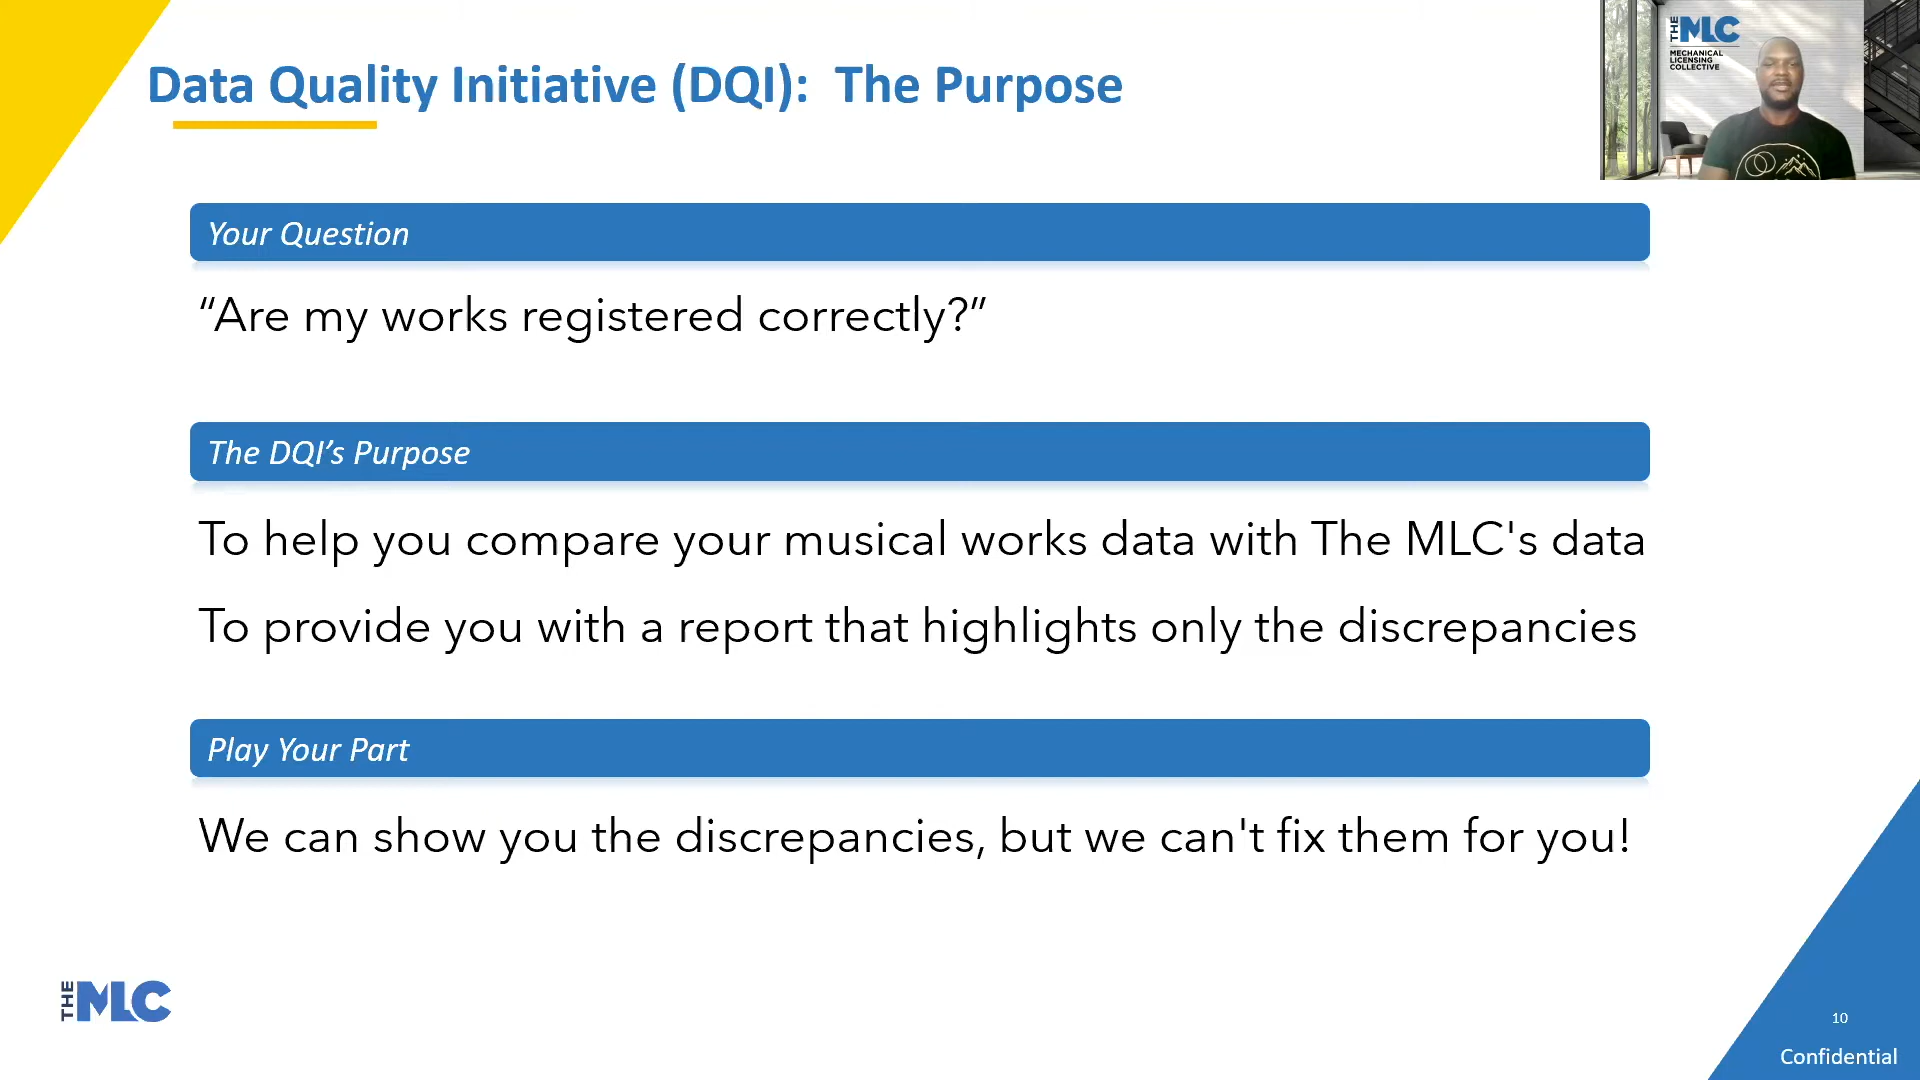 Data Quality Initiative (DQI):  The Purpose
THE MLC
MECHANICAL
LICENSING
COLLECTIVE
Your Question
“Are my works registered correctly?”
The DQI’s Purpose
To help you compare your musical works data with The MLC's data
To provide you with a report that highlights only the discrepancies
Play Your Part
We can show you the discrepancies, but we can't fix them for you!
THE MLC
10
Confidential